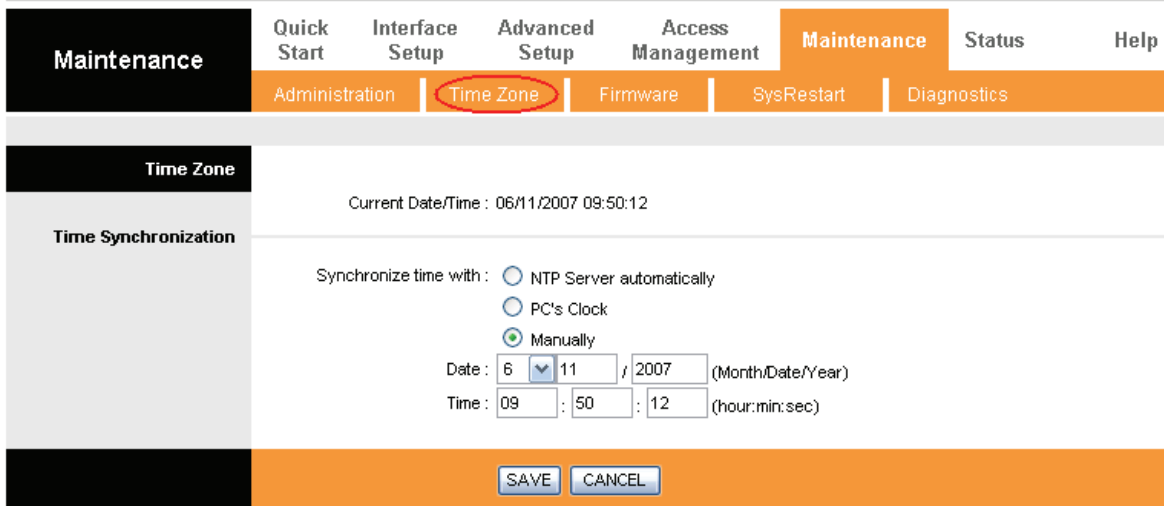 Maintenance
Quick Start
Interface Setup
Advanced Setup
Access Management
Maintenance
Status
Help
Administration
Time Zone
Firmware
SysRestart
Diagnostics
Time Zone
Current Date/Time : 06/11/2007 09:50:12
Time Synchronization
Synchronize time with : NTP Server automatically
PC's Clock
Manually
Date : 6 11 / 2007 (Month/Date/Year)
Time : 09 : 50 : 12 (hour:min:sec)
SAVE CANCEL